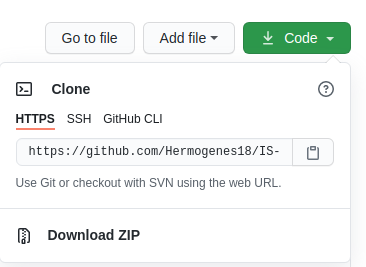 Go to file Add file Code
Clone
HTTPS SSH GitHub CLI
https://github.com/Hermogenes18/IS-
Use Git or checkout with SVN using the web URL.
Download ZIP